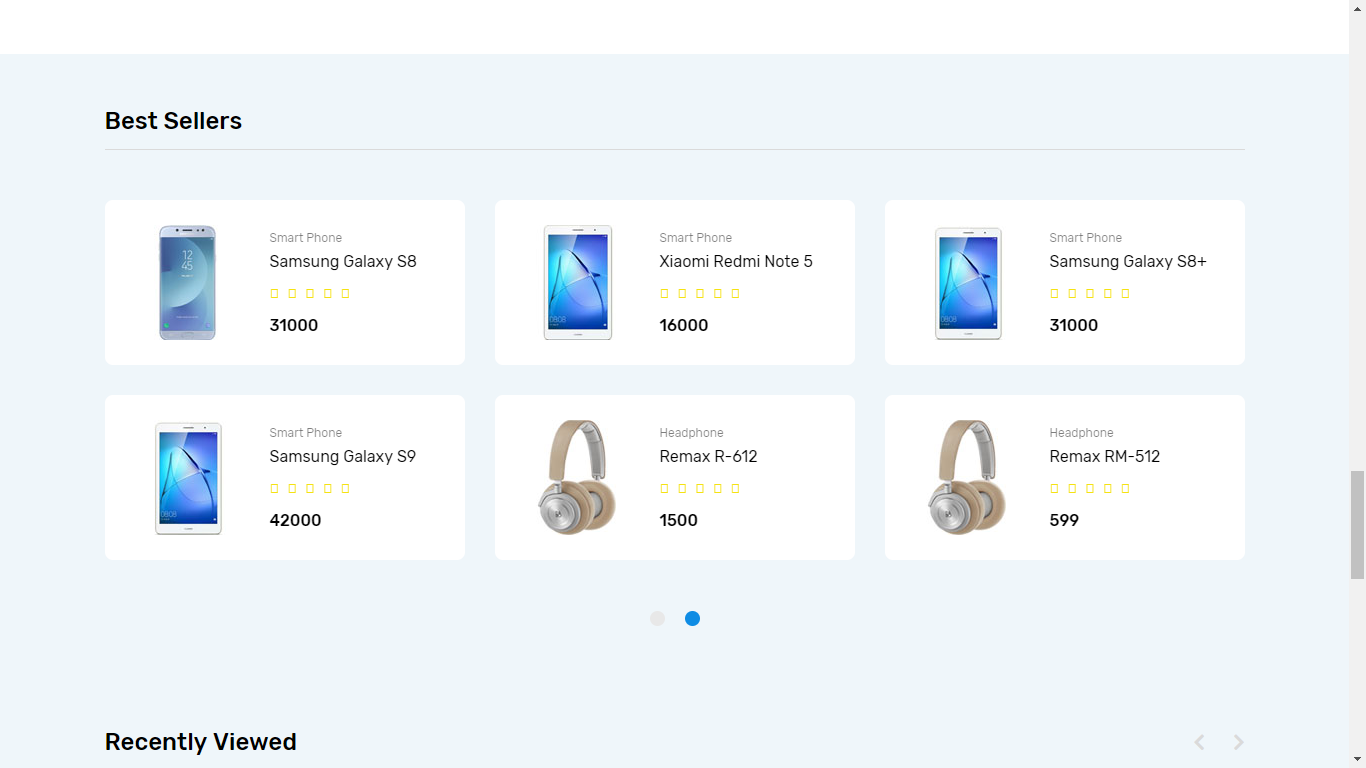 Best Sellers
Smart Phone
Samsung Galaxy S8
31000
Smart Phone
Xiaomi Redmi Note 5
16000
Smart Phone
Samsung Galaxy S8+
31000
Smart Phone
Samsung Galaxy S9
42000
Headphone
Remax R-612
1500
Headphone
Remax RM-512
599
Recently Viewed